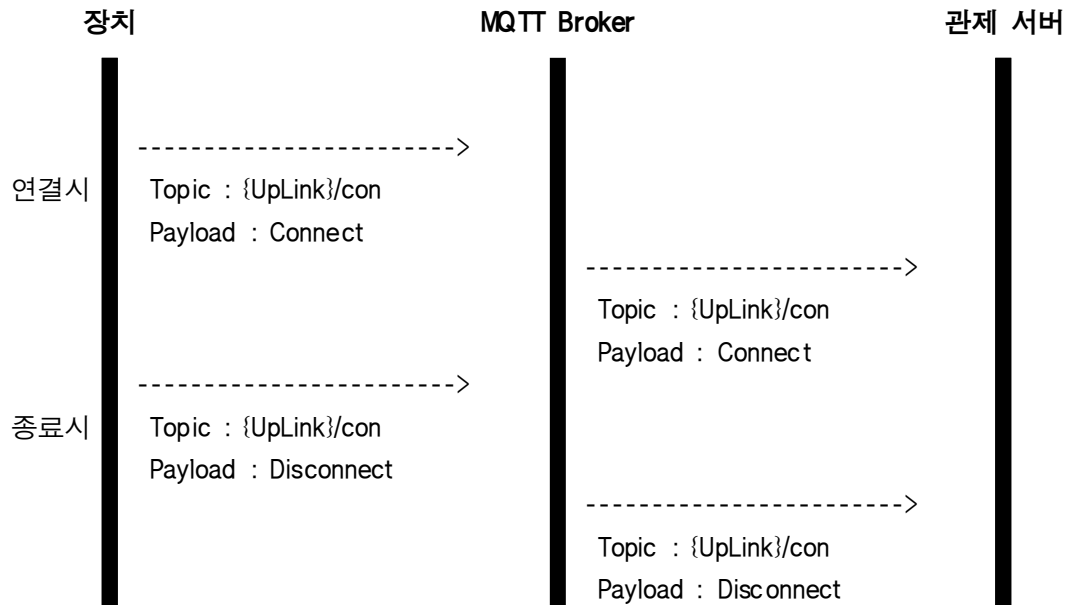 장치 MQTT Broker 관제 서버
------------------------>
연결시 Topic : {UpLink}/con
Payload : Connect
------------------------>
Topic : {UpLink}/con
Payload : Connect
------------------------>
종료시 Topic : {UpLink}/con
Payload : Disconnect
------------------------>
Topic : {UpLink}/con
Payload : Disconnect